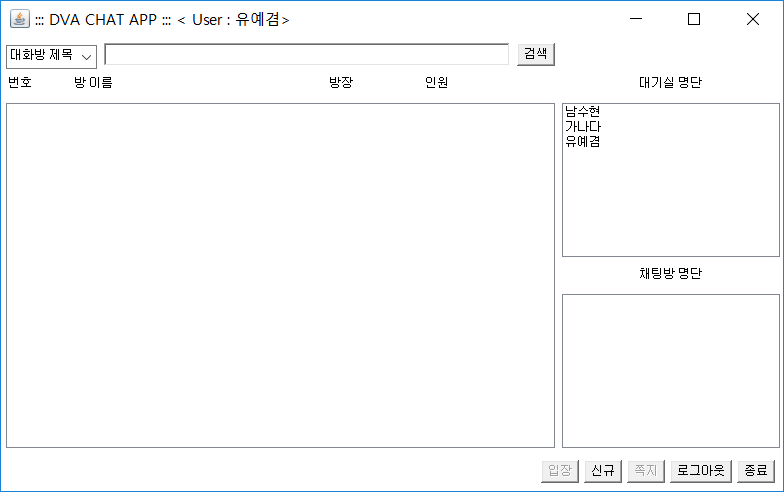 ::: DVA CHAT APP ::: < User : 유예겸>
대화방 제목 검색
번호 방 이름 방장 인원 대기실 명단
남수현
가나다
유예겸
채팅방 명단
입장 신규 쪽지 로그아웃 종료